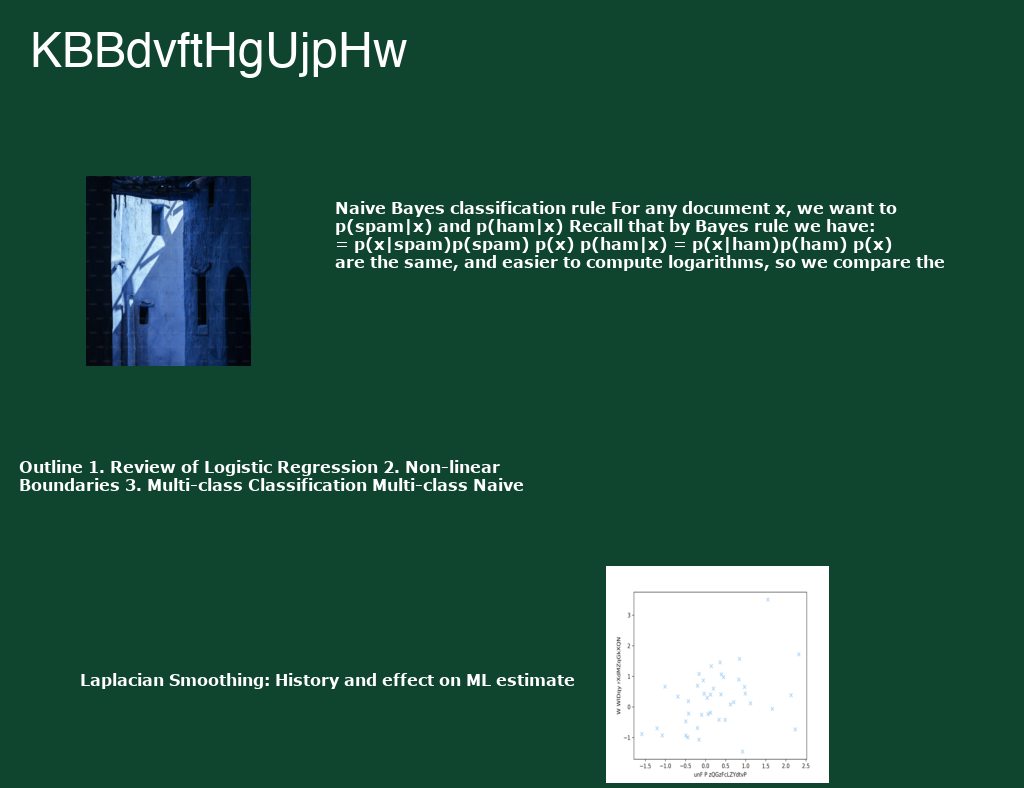 KBBdvftHgUjpHw
Naive Bayes classification rule For any document x, we want to
p(spam|x) and p(ham|x) Recall that by Bayes rule we have:
= p(x|spam)p(spam) p(x) p(ham|x) = p(x|ham)p(ham) p(x)
are the same, and easier to compute logarithms, so we compare the
Outline 1. Review of Logistic Regression 2. Non-linear
Boundaries 3. Multi-class Classification Multi-class Naive
Laplacian Smoothing: History and effect on ML estimate
3
2
1
0
−1
−1.5 −1.0 −0.5 0.0 0.5 1.0 1.5 2.0 2.5
unF P zQGzFcLZYdtvP